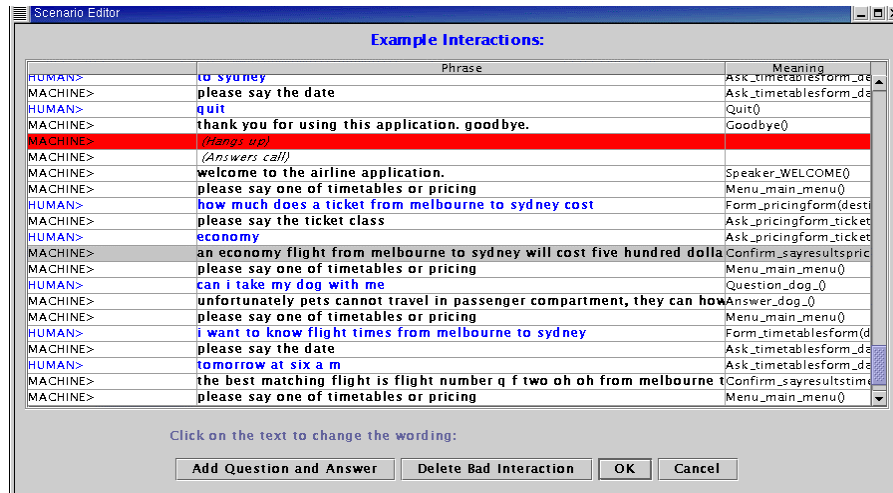 Scenario Editor
Example Interactions:
Phrase Meaning
HUMAN> to sydney Ask_timetablesform_de
MACHINE> please say the date Ask_timetablesform_da
HUMAN> quit Quit()
MACHINE> thank you for using this application. goodbye. Goodbye()
MACHINE> (Hangs up)
MACHINE> (Answers call)
MACHINE> welcome to the airline application. Speaker_WELCOME()
MACHINE> please say one of timetables or pricing Menu_main_menu()
HUMAN> how much does a ticket from melbourne to sydney cost Form_pricingform(desti
MACHINE> please say the ticket class Ask_pricingform_ticket
HUMAN> economy Ask_pricingform_ticket
MACHINE> an economy flight from melbourne to sydney will cost five hundred dolla Confirm_sayresultspric
MACHINE> please say one of timetables or pricing Menu_main_menu()
HUMAN> can i take my dog with me Question_dog_()
MACHINE> unfortunately pets cannot travel in passenger compartment, they can how Answer_dog_()
MACHINE> please say one of timetables or pricing Menu_main_menu()
HUMAN> i want to know flight times from melbourne to sydney Form_timetablesform(d
MACHINE> please say the date Ask_timetablesform_da
HUMAN> tomorrow at six a m Ask_timetablesform_da
MACHINE> the best matching flight is flight number q f two oh oh from melbourne t Confirm_sayresultstime
MACHINE> please say one of timetables or pricing Menu_main_menu()
Click on the text to change the wording:
Add Question and Answer Delete Bad Interaction OK Cancel